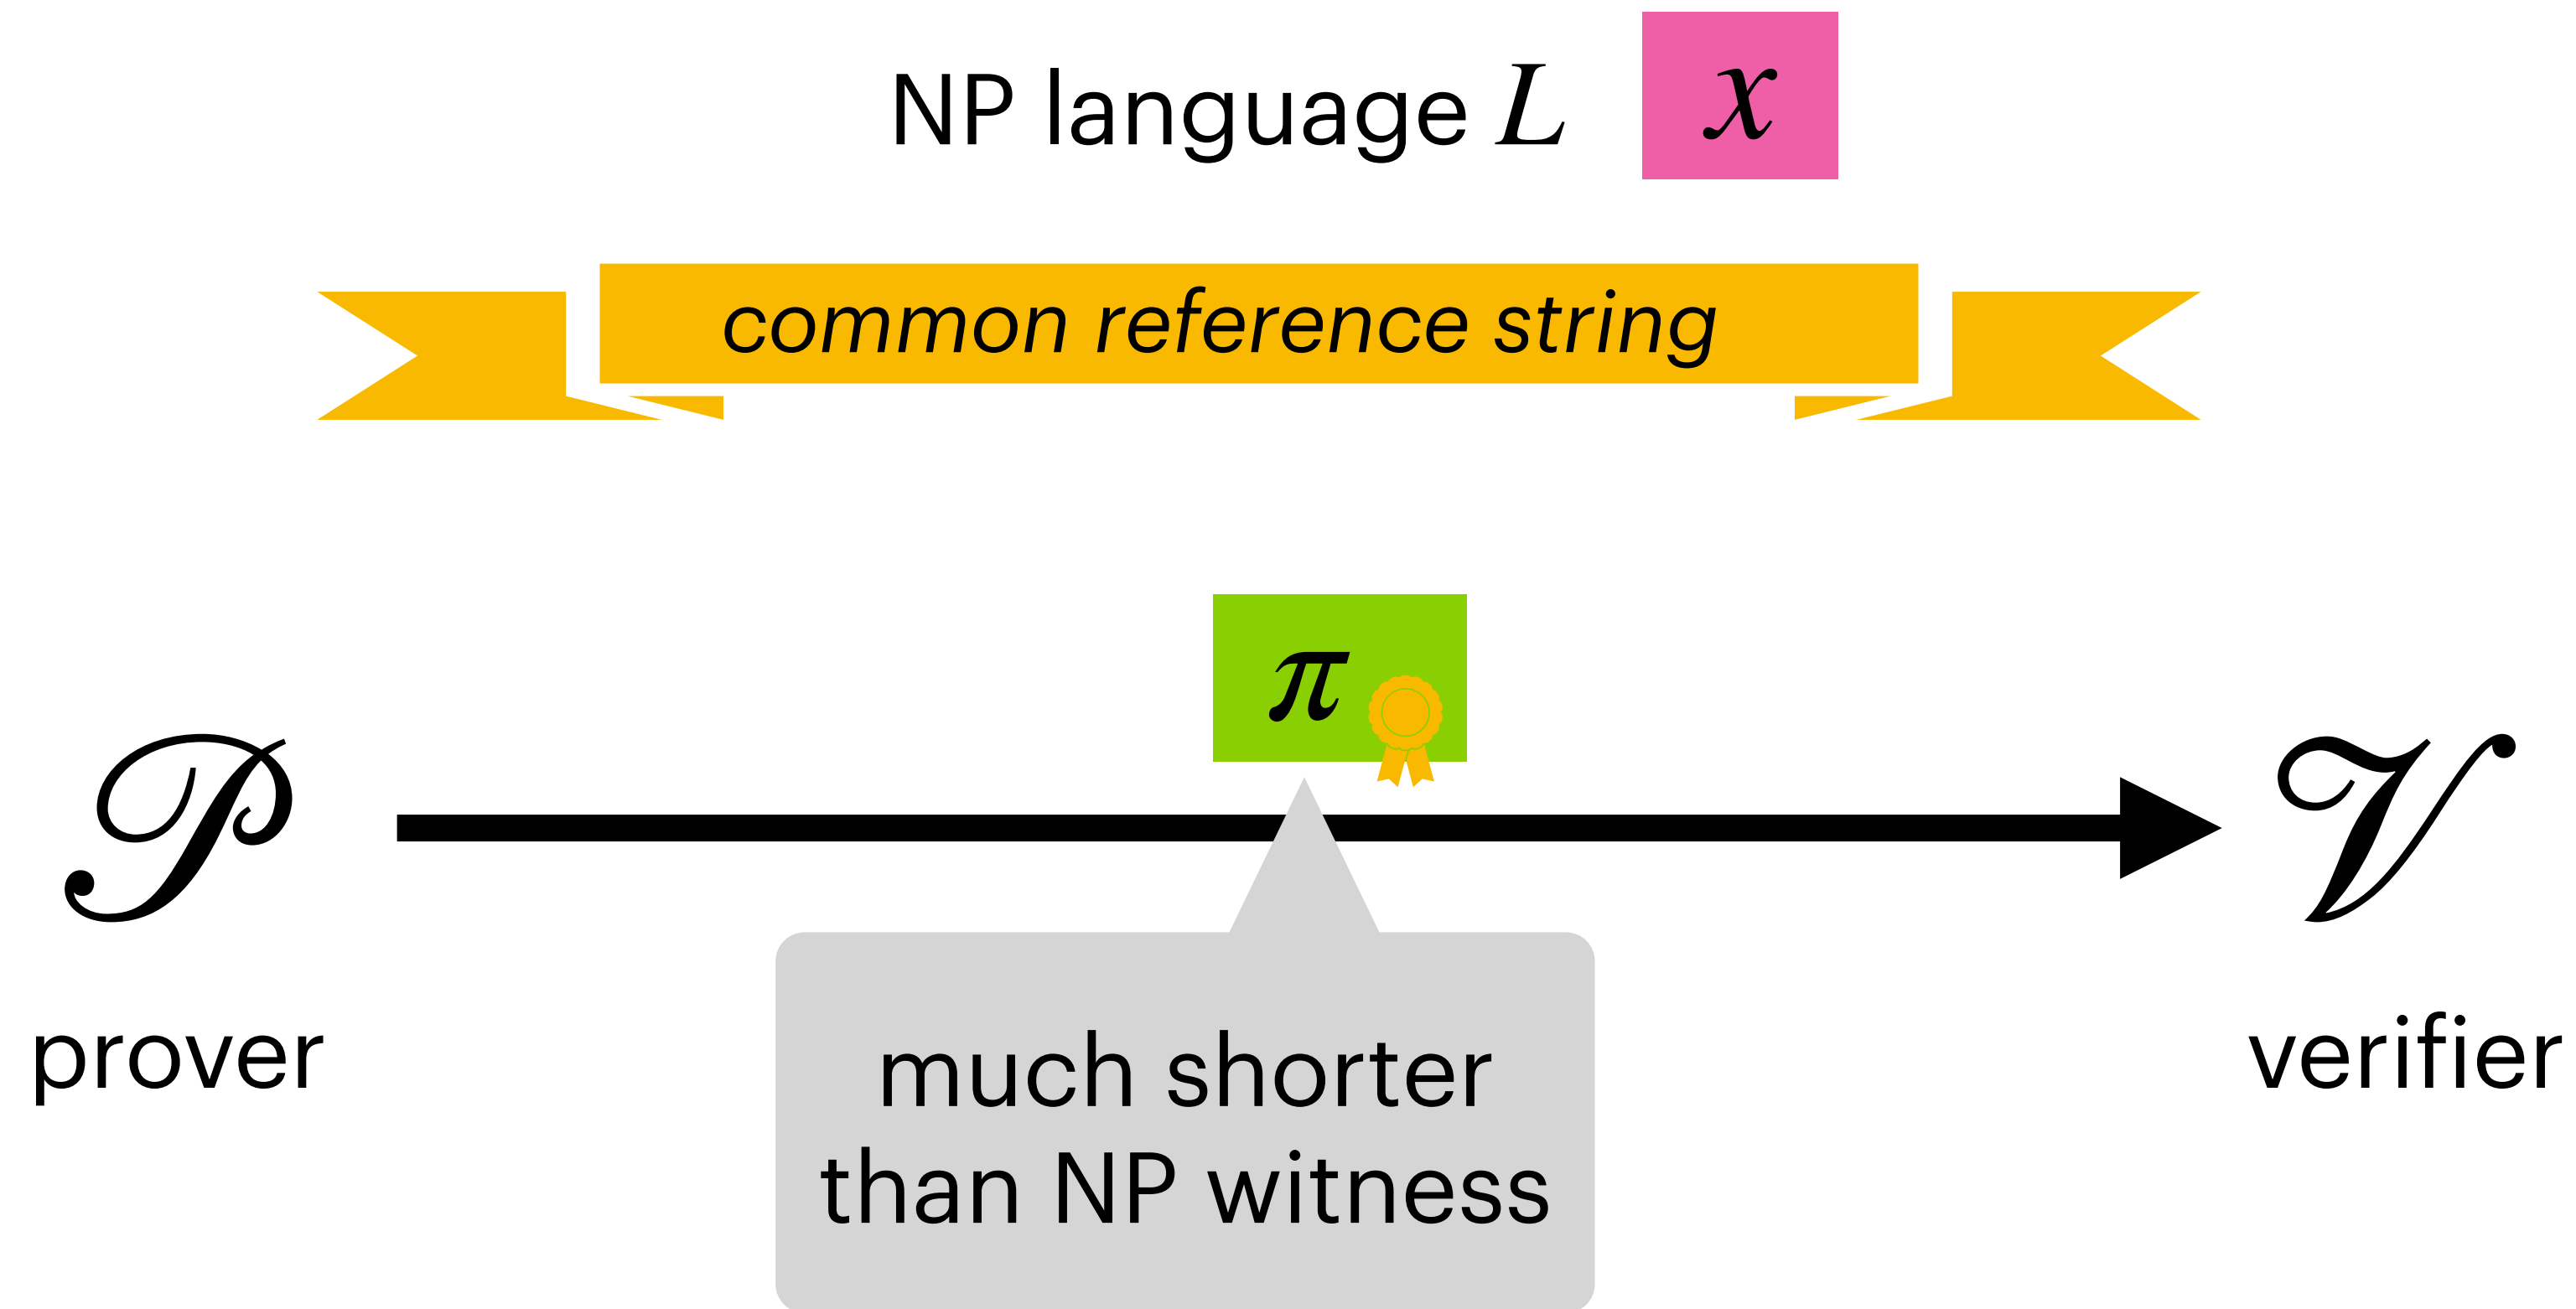 NP language L x
common reference string
π
𝒫 𝒱
prover verifier
much shorter
than NP witness